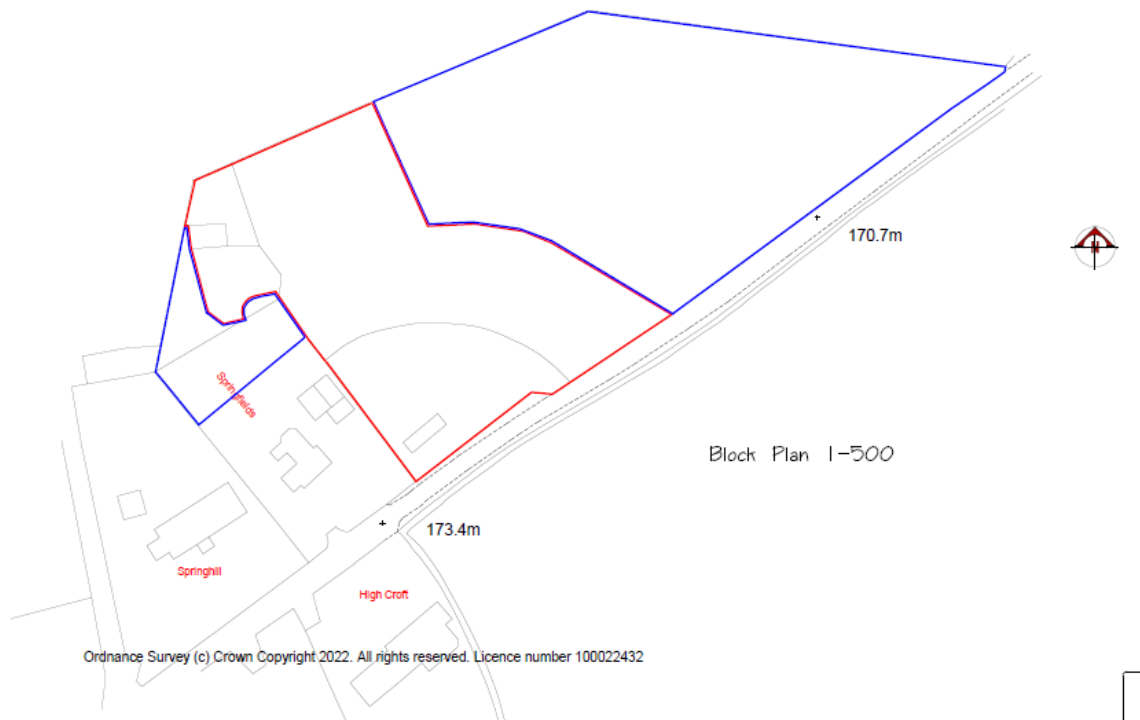 170.7m
N
Springfields
Block Plan 1-500
173.4m
Springhill
High Croft
Ordnance Survey (c) Crown Copyright 2022. All rights reserved. Licence number 100022432